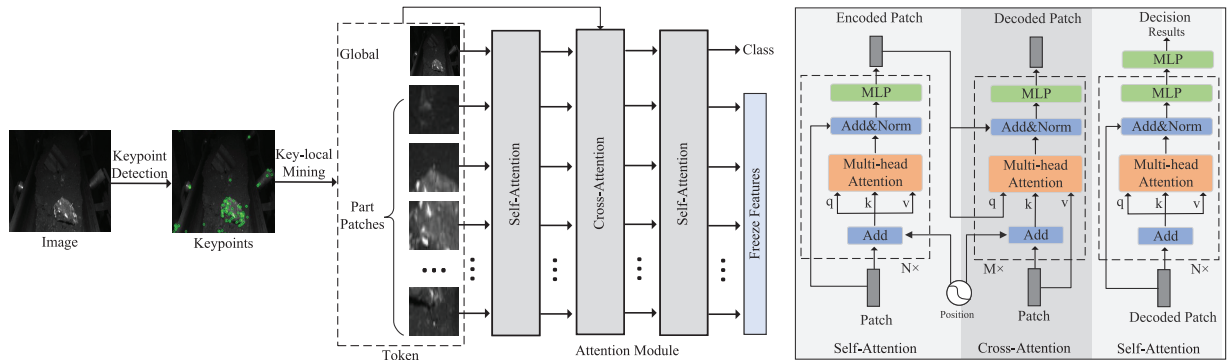 Image
Keypoint
Detection
Keypoints
Key-local
Mining
Global
Part
Patches
Token
Self-Attention
Cross-Attention
Self-Attention
Class
Freeze Features
Attention Module
Encoded Patch
MLP
Add&Norm
Multi-head
Attention
q k v
Add
N×
Patch
Self-Attention
Position
Decoded Patch
MLP
Add&Norm
Multi-head
Attention
q k v
Add
M×
Patch
Cross-Attention
Decision
Results
MLP
MLP
Add&Norm
Multi-head
Attention
q k v
Add
N×
Decoded Patch
Self-Attention